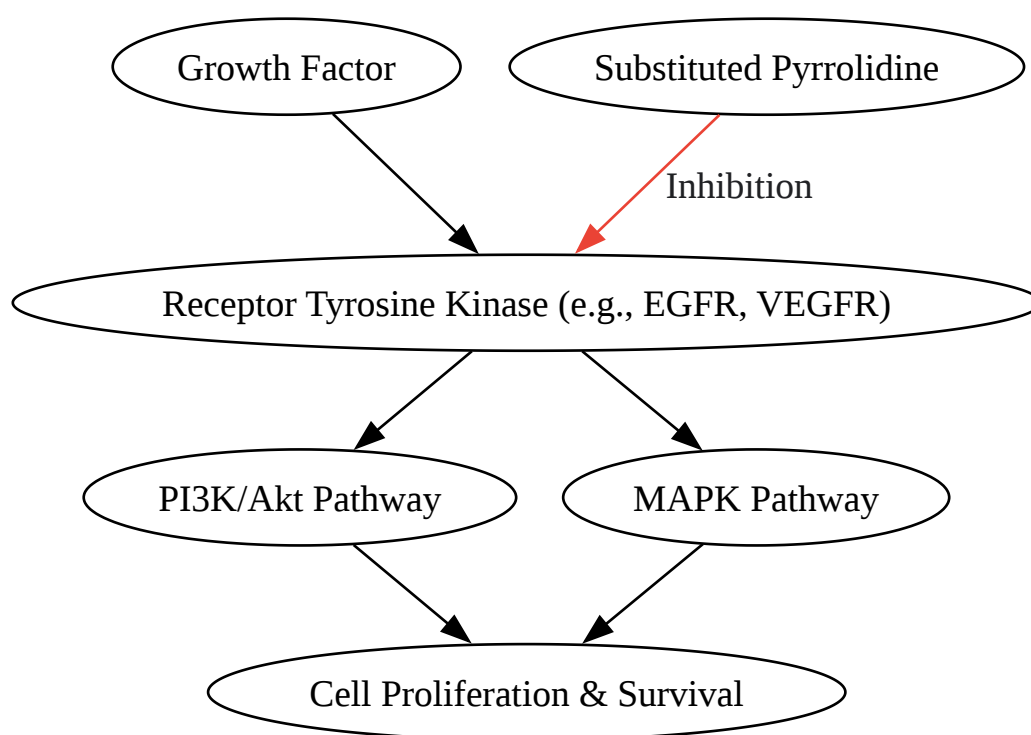 Growth Factor
Substituted Pyrrolidine
Inhibition
Receptor Tyrosine Kinase (e.g., EGFR, VEGFR)
PI3K/Akt Pathway
MAPK Pathway
Cell Proliferation & Survival